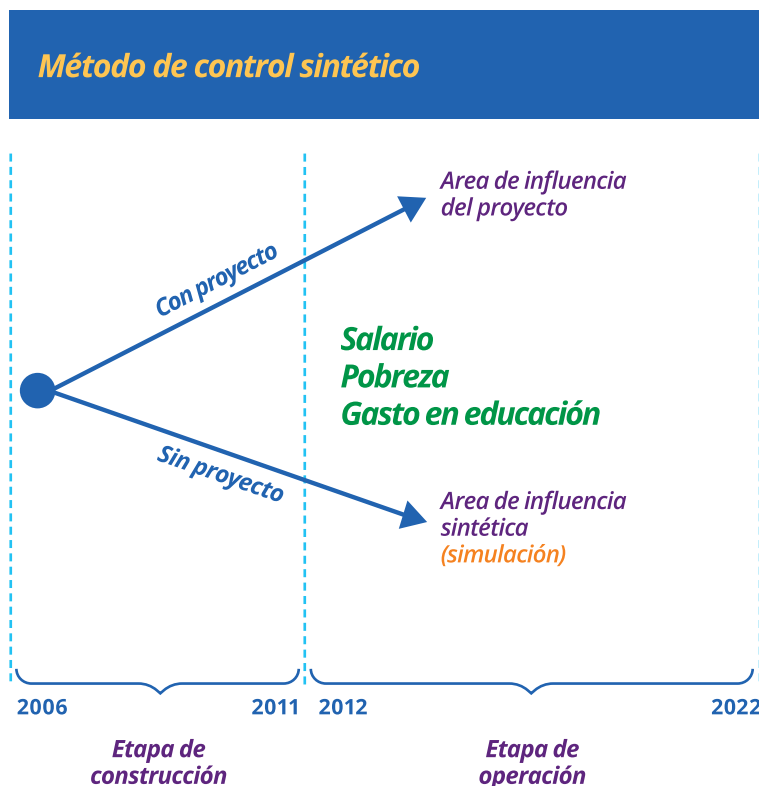 Método de control sintético
Area de influencia
del proyecto
Con proyecto
Salario
Pobreza
Gasto en educación
Sin proyecto
Area de influencia
sintética
(simulación)
2006
2011
2012
2022
Etapa de
construcción
Etapa de
operación